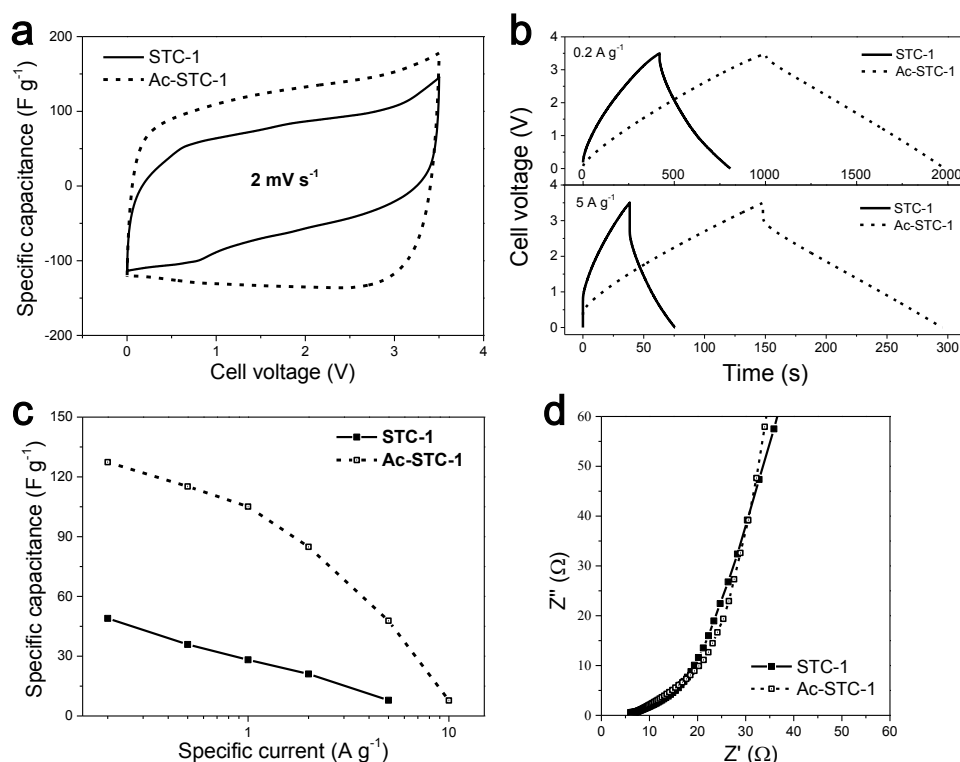 a
STC-1
Ac-STC-1
2 mV s⁻¹
Specific capacitance (F g⁻¹)
200
100
0
-100
-200
0 1 2 3 4
Cell voltage (V)
b
0.2 A g⁻¹
STC-1
Ac-STC-1
4
3
2
1
0
0 500 1000 1500 2000
5 A g⁻¹
STC-1
Ac-STC-1
3
2
1
0
0 50 100 150 200 250 300
Cell voltage (V)
Time (s)
c
STC-1
Ac-STC-1
Specific capacitance (F g⁻¹)
150
120
90
60
30
0
1 10
Specific current (A g⁻¹)
d
STC-1
Ac-STC-1
Z'' (Ω)
60
50
40
30
20
10
0
0 10 20 30 40 50 60
Z' (Ω)